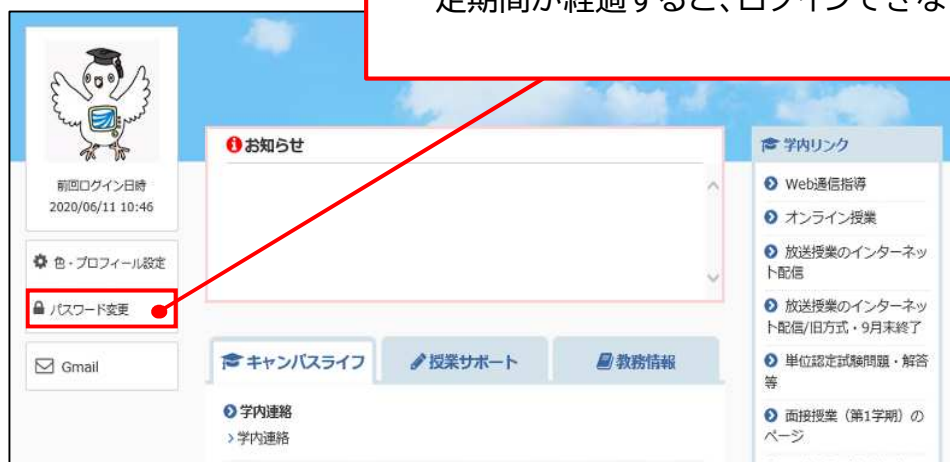 定期間が経過すると、ログインできな
お知らせ
前回ログイン日時
2020/06/11 10:46
色・プロフィール設定
パスワード変更
Gmail
キャンパスライフ
授業サポート
教務情報
学内連絡
学内連絡
学内リンク
Web通信指導
オンライン授業
放送授業のインターネッ
ト配信
放送授業のインターネッ
ト配信/旧方式・9月末終了
単位認定試験問題・解答
等
面接授業（第1学期）の
ページ